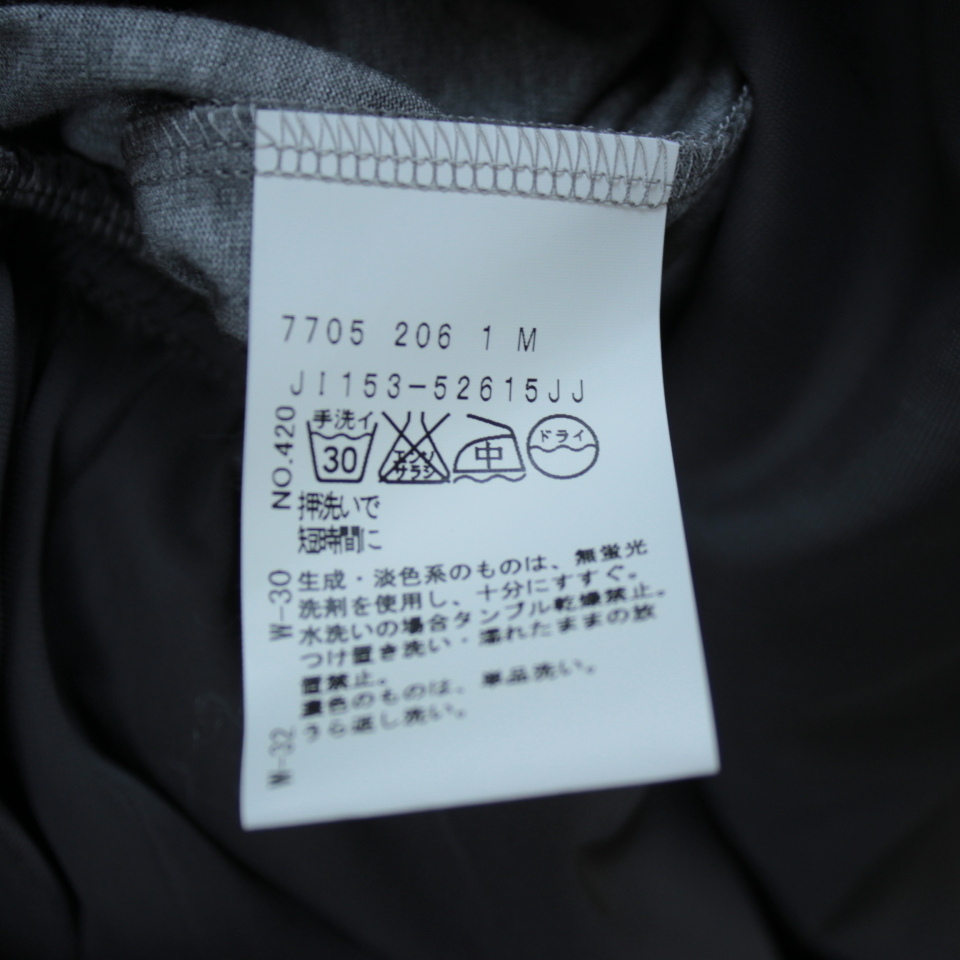 7705 206 1 M
JI153-52615JJ
NO.420
手洗イ
30
エンソ
サラシ
中
ドライ
押洗いで
短時間に
W-30
生成・淡色系のものは、無蛍光
洗剤を使用し、十分にすすぐ。
水洗いの場合タンブル乾燥禁止。
つけ置き洗い・濡れたままの放
置禁止。
濃色のものは、単品洗い。
うら返し洗い。
W-32